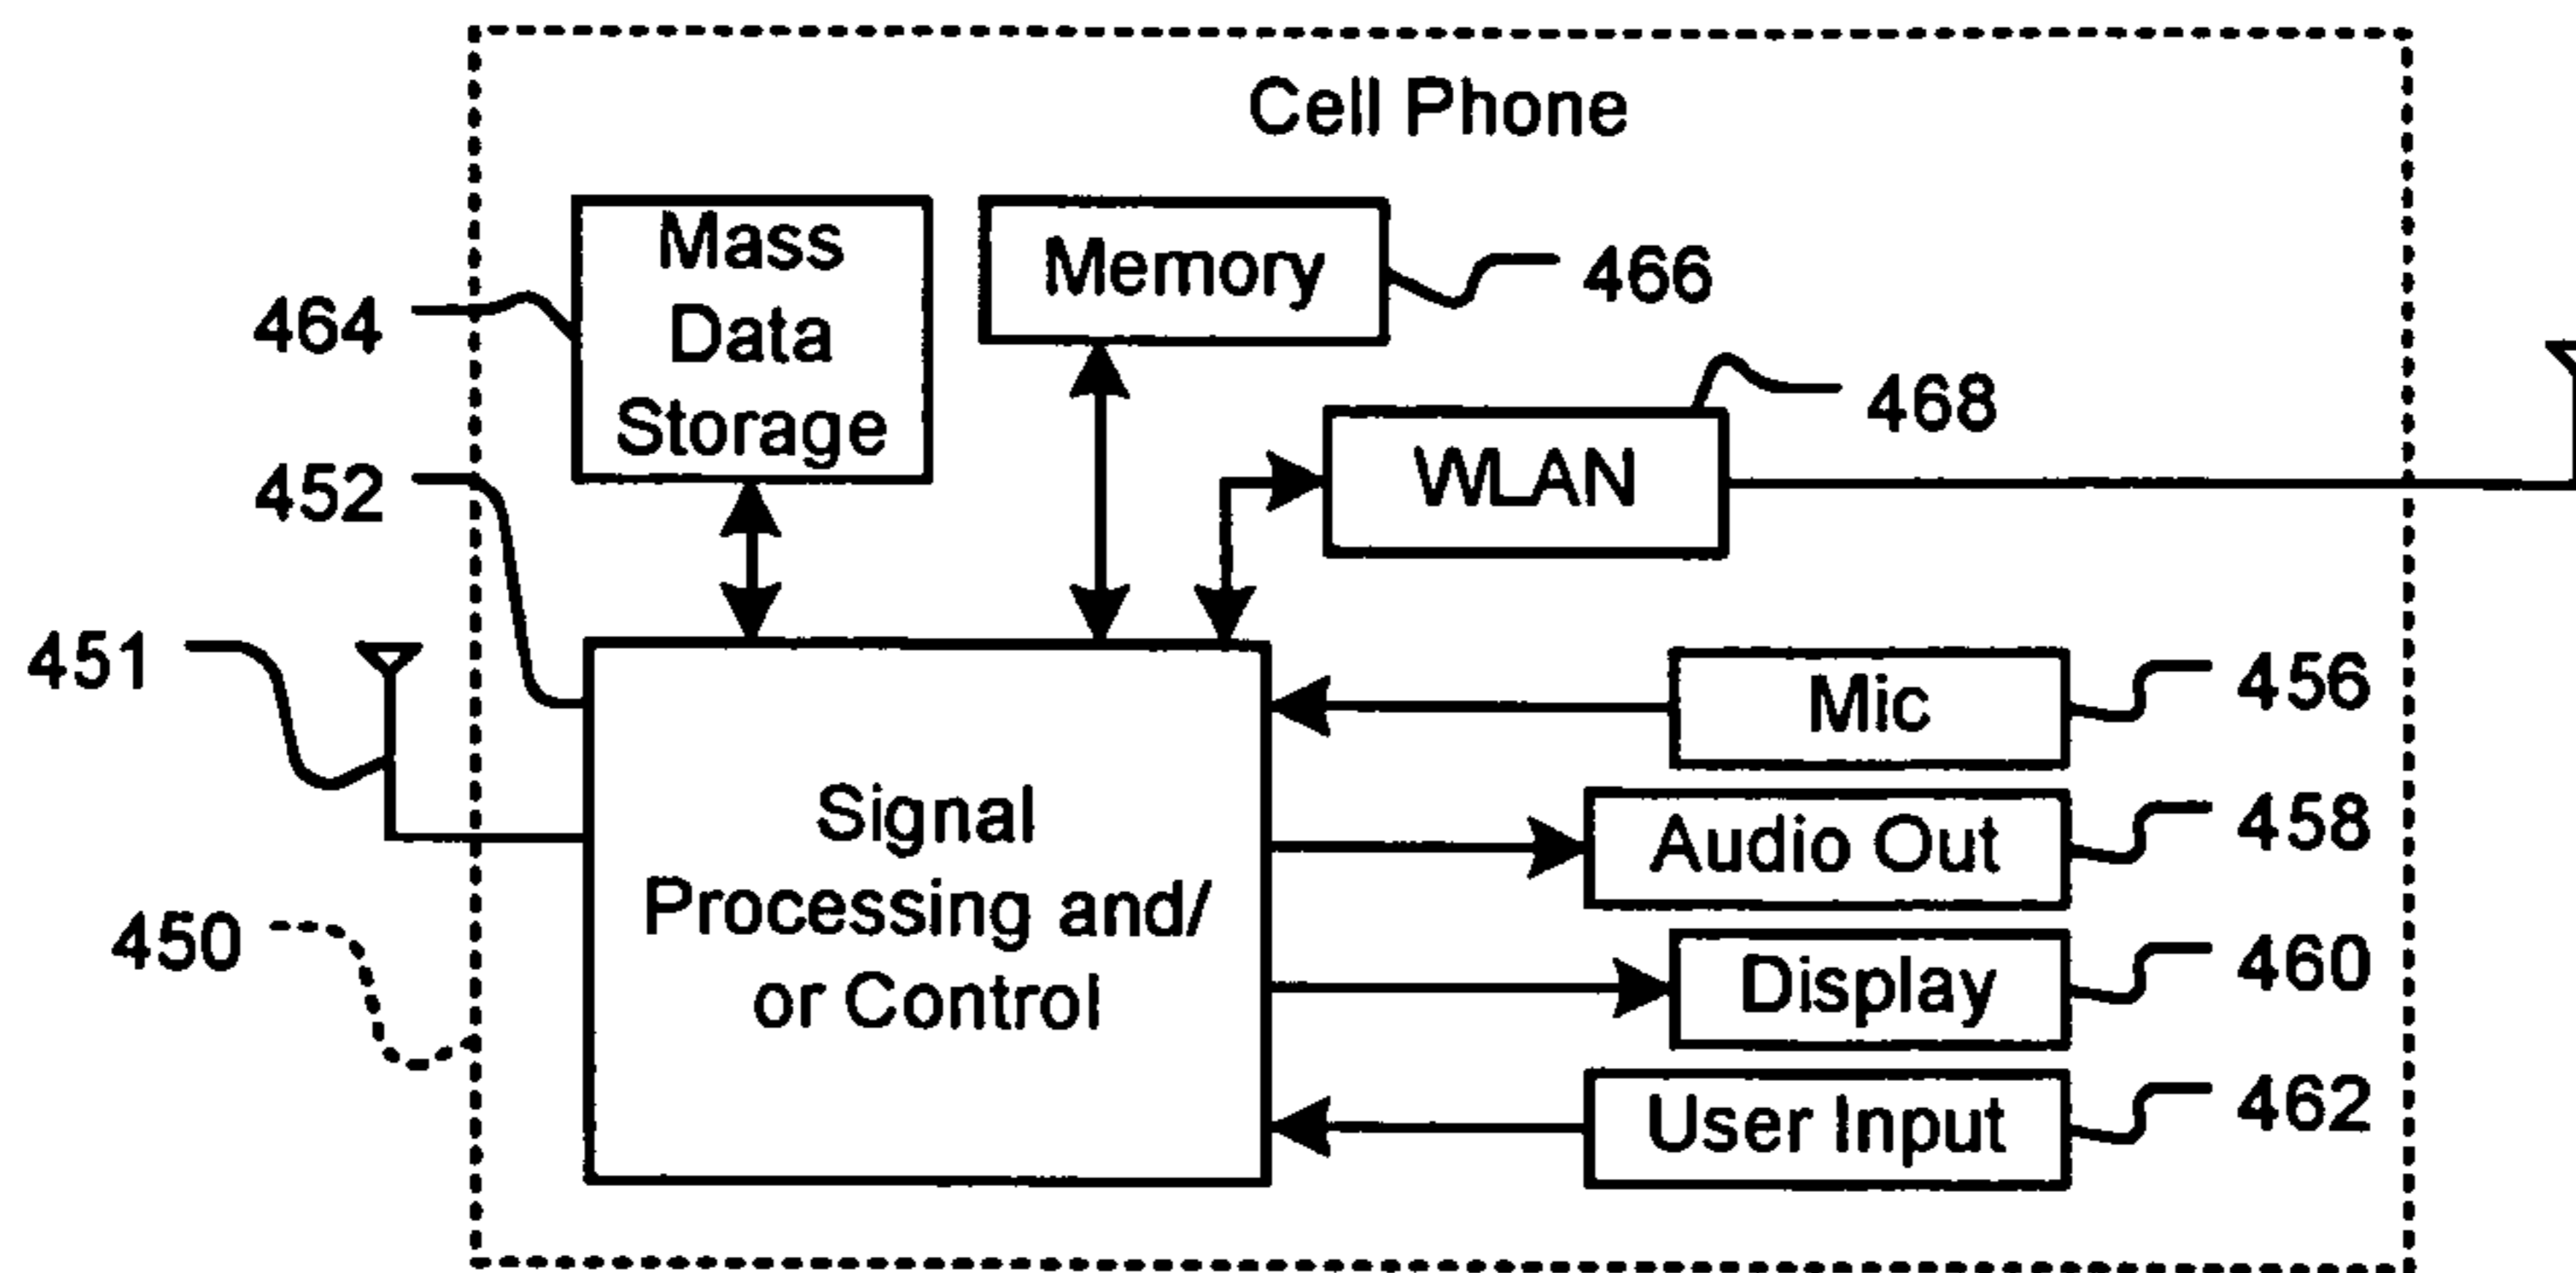 Cell Phone
Mass
Data
Storage
464
Memory
466
WLAN
468
452
451
450
Signal
Processing and/
or Control
Mic
456
Audio Out
458
Display
460
User Input
462